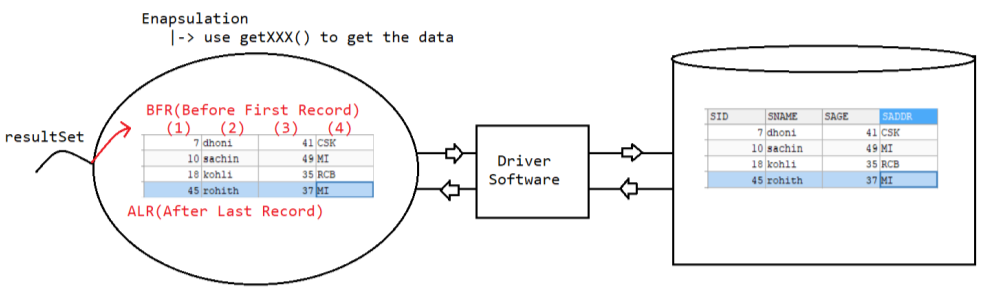 Enapsulation
|-> use getXXX() to get the data
BFR(Before First Record)
(1) (2) (3) (4)
resultSet
7 dhoni 41 CSK
10 sachin 49 MI
18 kohli 35 RCB
45 rohith 37 MI
ALR(After Last Record)
Driver
Software
SID SNAME SAGE SADDR
7 dhoni 41 CSK
10 sachin 49 MI
18 kohli 35 RCB
45 rohith 37 MI